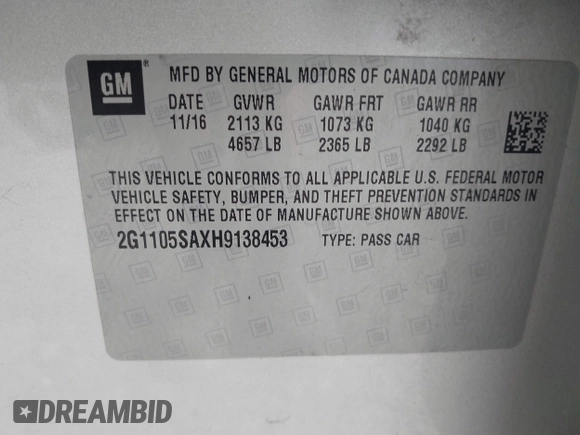 GM ® MFD BY GENERAL MOTORS OF CANADA COMPANY
DATE GVWR GAWR FRT GAWR RR
11/16 2113 KG 1073 KG 1040 KG
4657 LB 2365 LB 2292 LB
THIS VEHICLE CONFORMS TO ALL APPLICABLE U.S. FEDERAL MOTOR
VEHICLE SAFETY, BUMPER, AND THEFT PREVENTION STANDARDS IN
EFFECT ON THE DATE OF MANUFACTURE SHOWN ABOVE.
2G1105SAXH9138453 TYPE: PASS CAR
DREAMBID